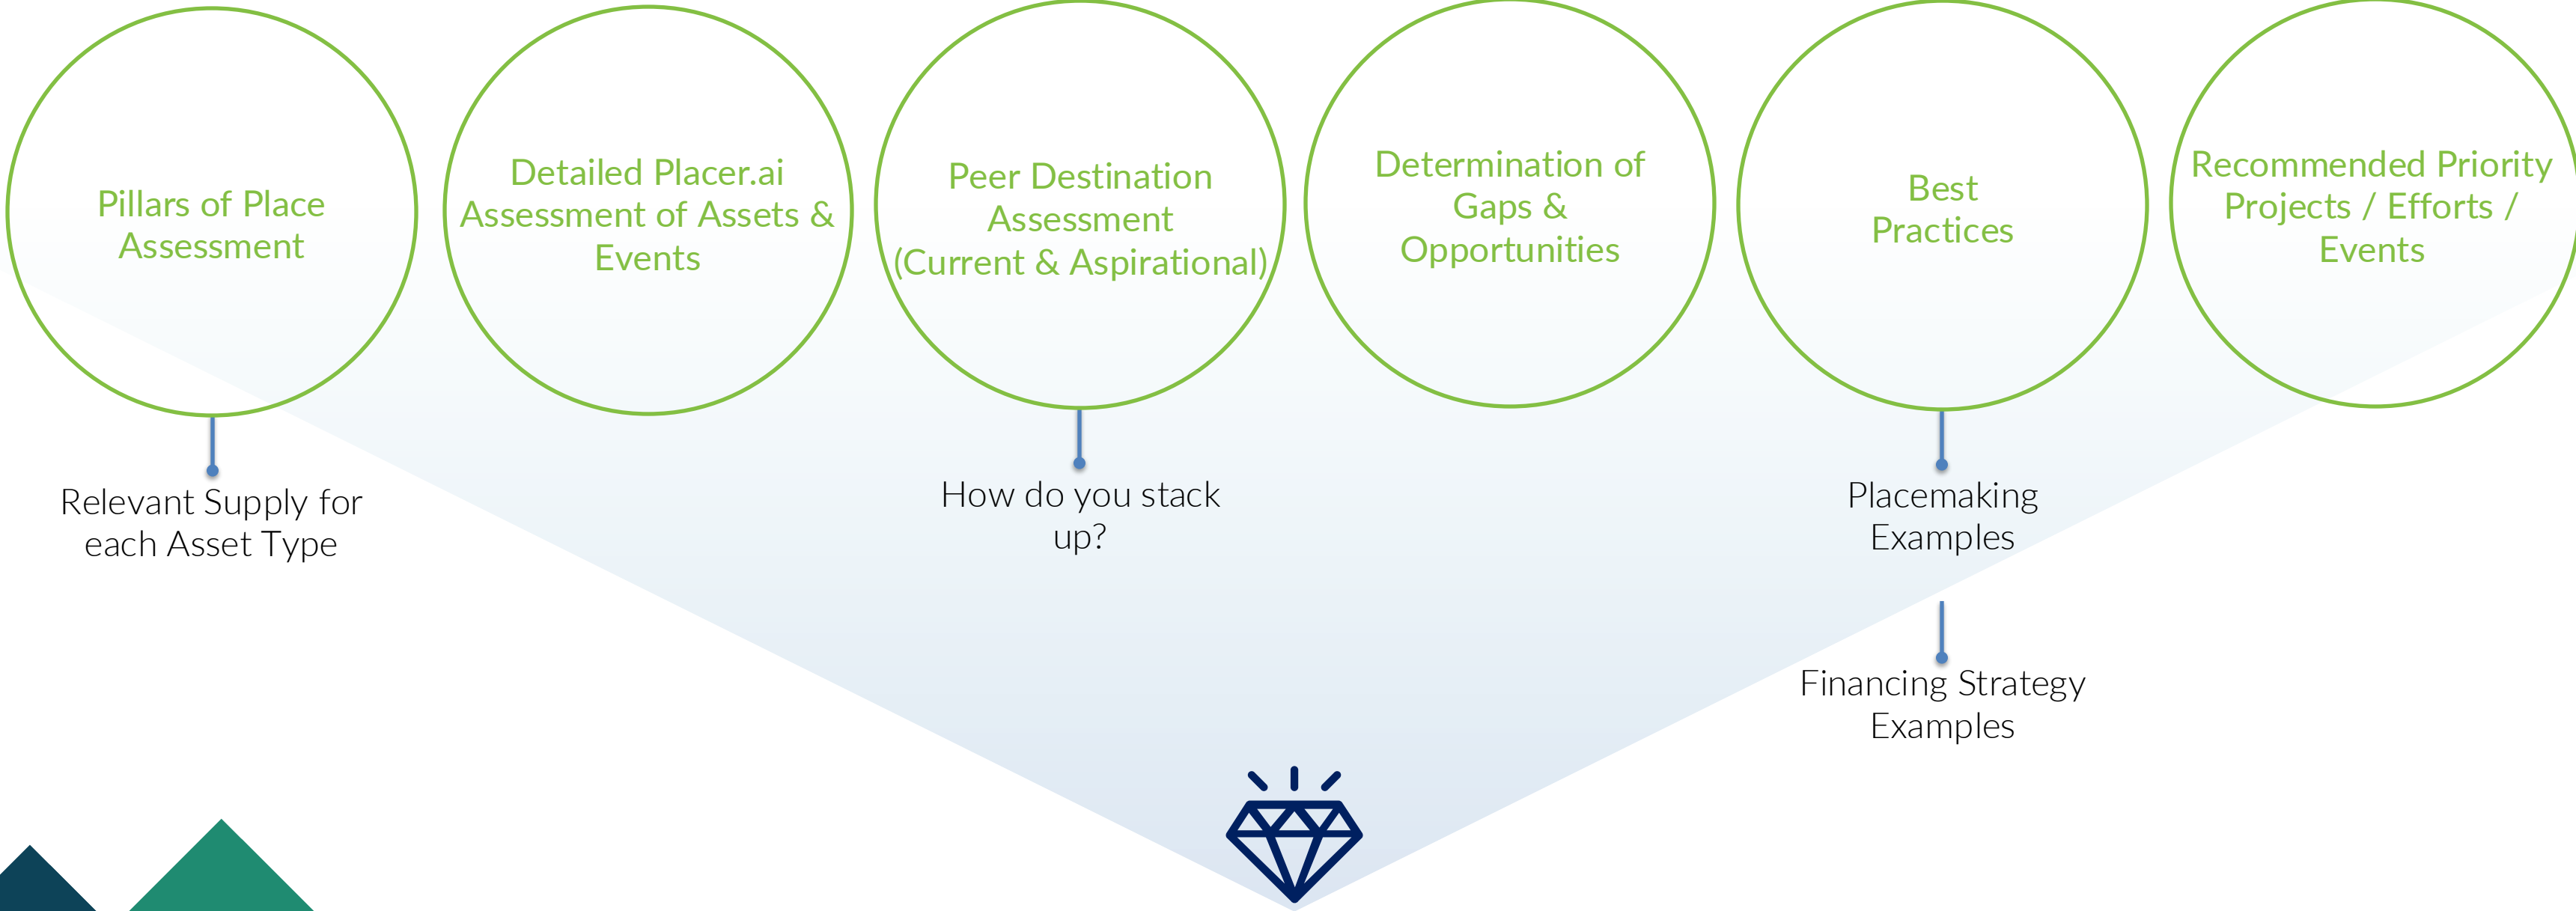 Pillars of Place
Assessment
Detailed Placer.ai
Assessment of Assets &
Events
Peer Destination
Assessment
(Current & Aspirational)
Determination of
Gaps &
Opportunities
Best
Practices
Recommended Priority
Projects / Efforts /
Events
Relevant Supply for
each Asset Type
How do you stack
up?
Placemaking
Examples
Financing Strategy
Examples